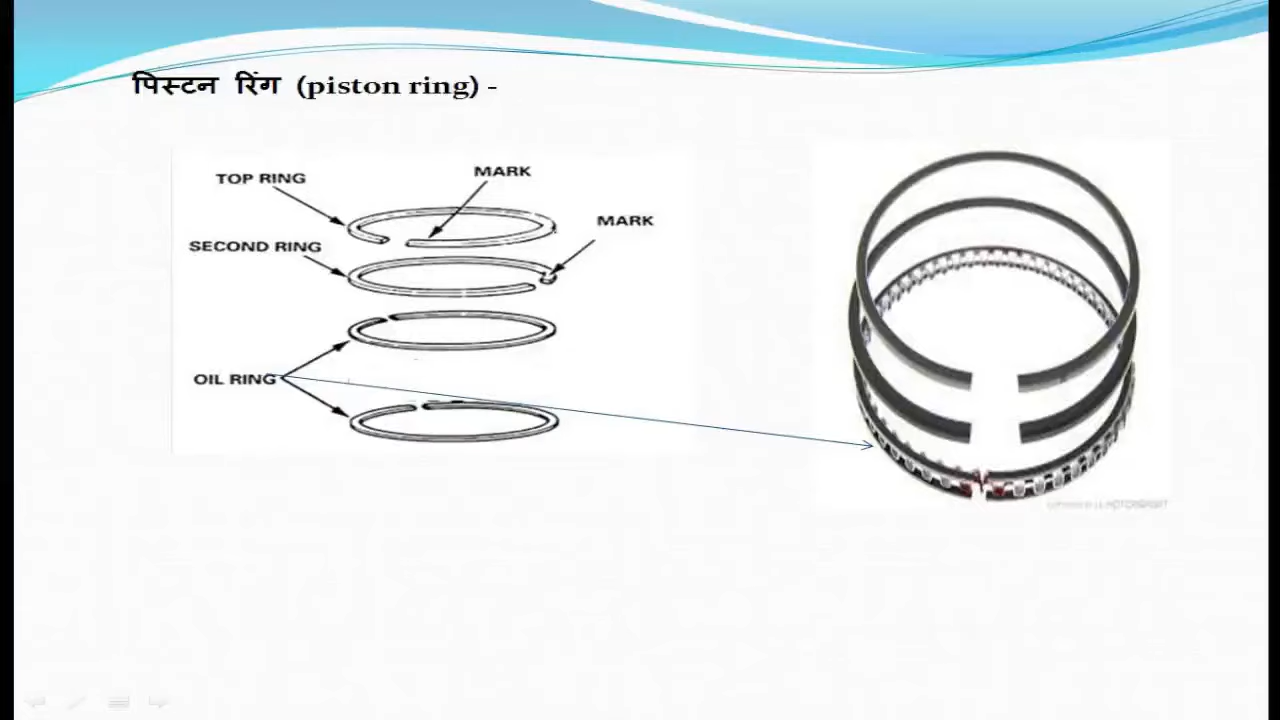 पिस्टन रिंग (piston ring) -
TOP RING
MARK
MARK
SECOND RING
OIL RING